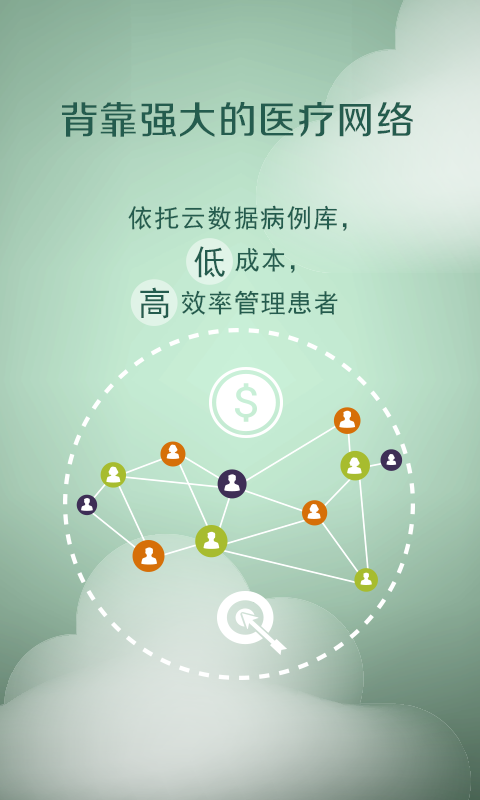 背靠强大的医疗网络
依托云数据病例库，
低成本，
高效率管理患者
$